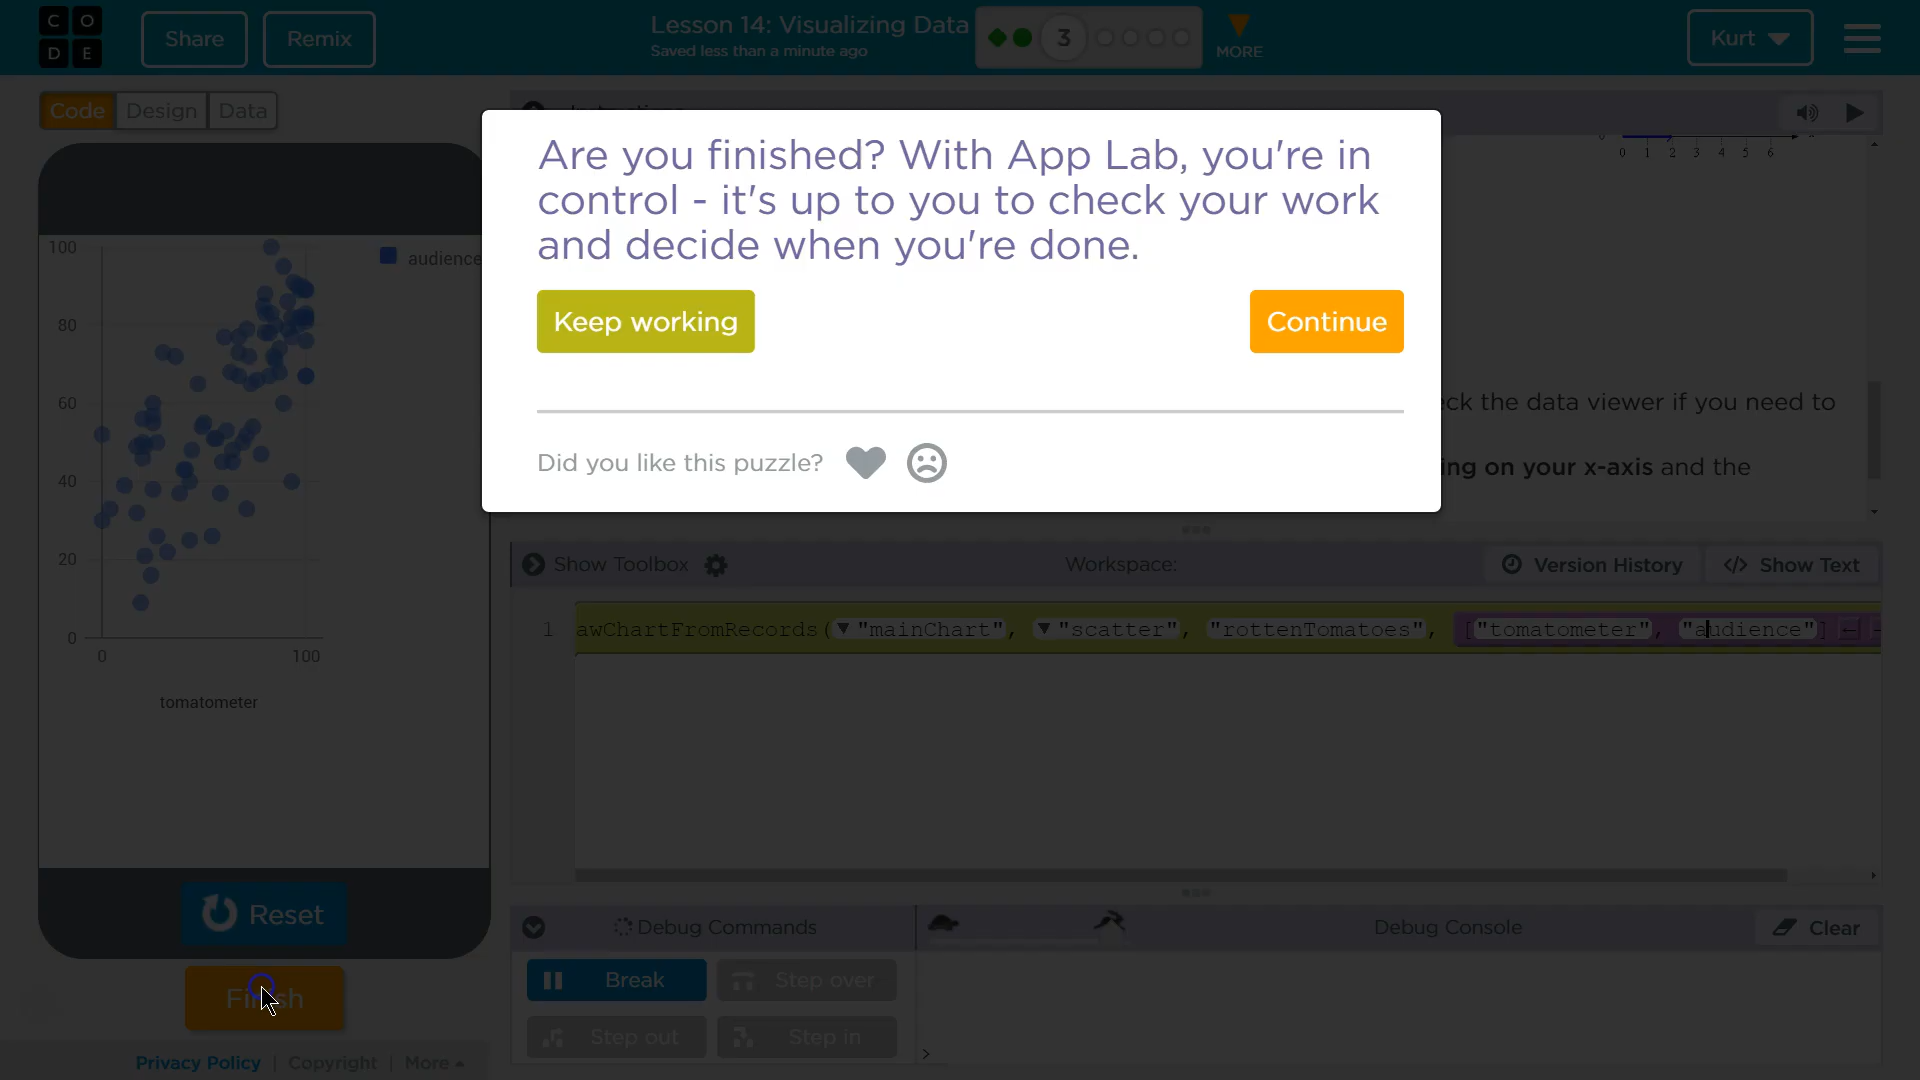 C O
D E
Share
Remix
Lesson 14: Visualizing Data
Saved less than a minute ago
3
MORE
Kurt
Code
Design
Data
Are you finished? With App Lab, you're in
control - it's up to you to check your work
and decide when you're done.
Keep working
Continue
Did you like this puzzle?
0 1 2 3 4 5 6
the data viewer if you need to
on your x-axis and the
100
80
60
40
20
0
0
100
audience
tomatometer
Show Toolbox
Workspace:
Version History
</> Show Text
1
awChartFromRecords(▼"mainChart", ▼"scatter", "rottenTomatoes", ["tomatometer", "audience"]
Reset
Finish
Debug Commands
Debug Console
Clear
Break
Step over
Step out
Step in
>
Privacy Policy | Copyright | More